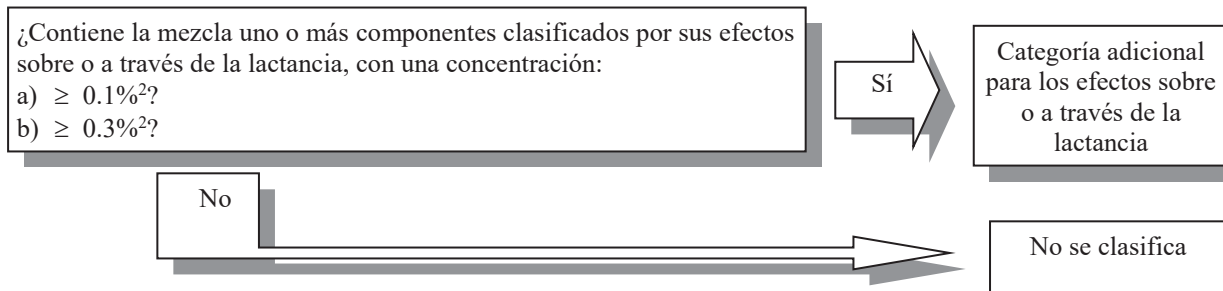 ¿Contiene la mezcla uno o más componentes clasificados por sus efectos
sobre o a través de la lactancia, con una concentración:
a) ≥ 0.1%²?
b) ≥ 0.3%²?
Sí
Categoría adicional
para los efectos sobre
o a través de la
lactancia
No
No se clasifica